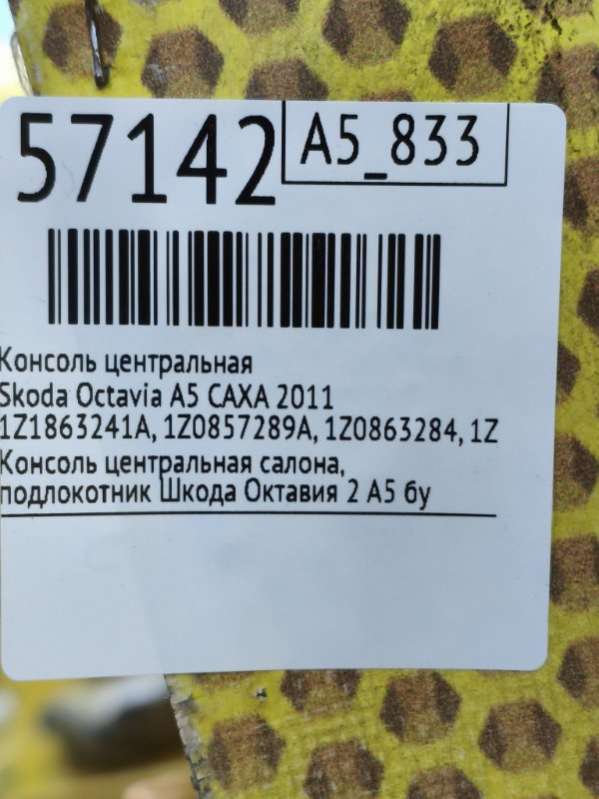 57142
A5_833
Консоль центральная
Skoda Octavia A5 CAXA 2011
1Z1863241A, 1Z0857289A, 1Z0863284, 1Z
Консоль центральная салона,
подлокотник Шкода Октавия 2 А5 бу